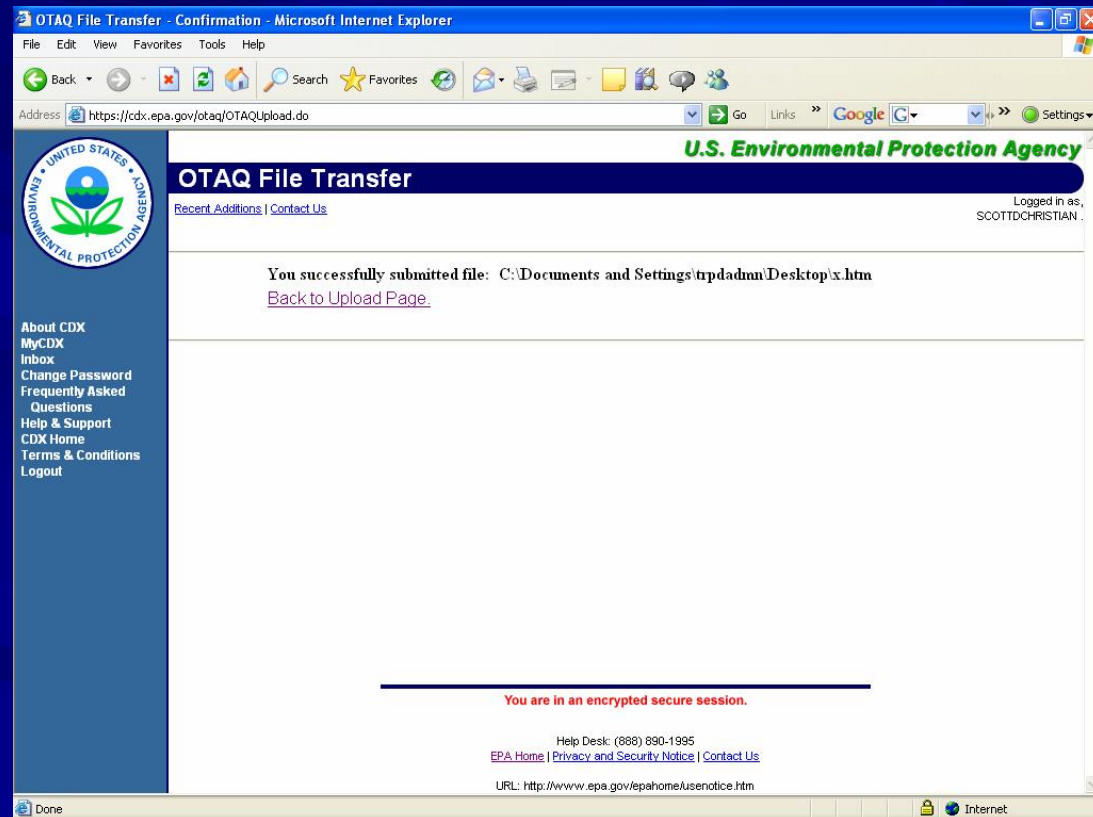 OTAQ File Transfer - Confirmation - Microsoft Internet Explorer
File Edit View Favorites Tools Help
Back Search Favorites
Address https://cdx.epa.gov/otaq/OTAQUpload.do Go Links » Google G Settings
UNITED STATES
ENVIRONMENTAL PROTECTION AGENCY
U.S. Environmental Protection Agency
OTAQ File Transfer
Recent Additions | Contact Us
Logged in as,
SCOTTDCHRISTIAN .
You successfully submitted file: C:\Documents and Settings\trpdadmn\Desktop\x.htm
Back to Upload Page.
About CDX
MyCDX
Inbox
Change Password
Frequently Asked
Questions
Help & Support
CDX Home
Terms & Conditions
Logout
You are in an encrypted secure session.
Help Desk: (888) 890-1995
EPA Home | Privacy and Security Notice | Contact Us
URL: http://www.epa.gov/epahome/usenotice.htm
Done Internet